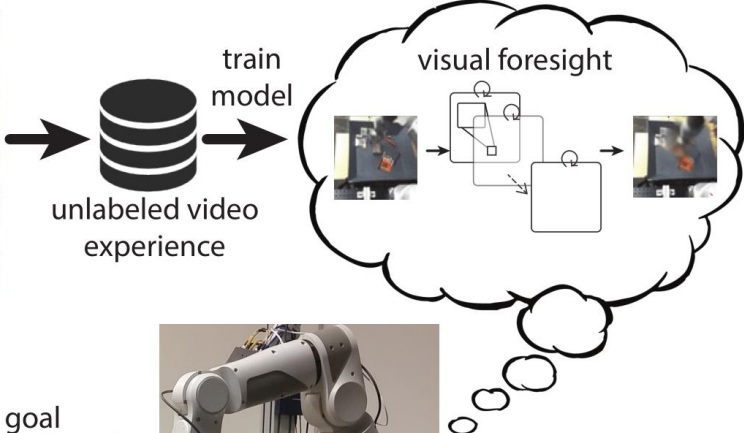 train
model
visual foresight
unlabeled video
experience
goal